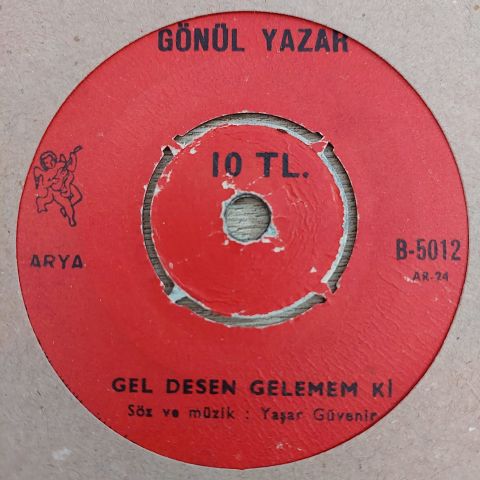 GÖNÜL YAZAR
10 TL.
ARYA
B-5012
AR-24
GEL DESEN GELEMEM Kİ
Söz ve müzik : Yaşar Güvenir